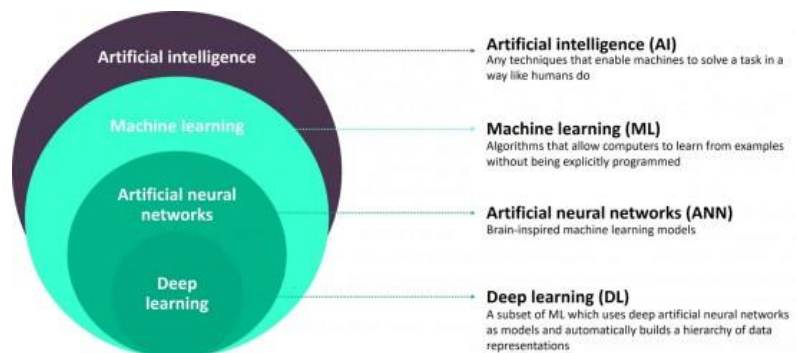 Artificial intelligence
Machine learning
Artificial neural
networks
Deep
learning
Artificial intelligence (AI)
Any techniques that enable machines to solve a task in a
way like humans do
Machine learning (ML)
Algorithms that allow computers to learn from examples
without being explicitly programmed
Artificial neural networks (ANN)
Brain-inspired machine learning models
Deep learning (DL)
A subset of ML which uses deep artificial neural networks
as models and automatically builds a hierarchy of data
representations